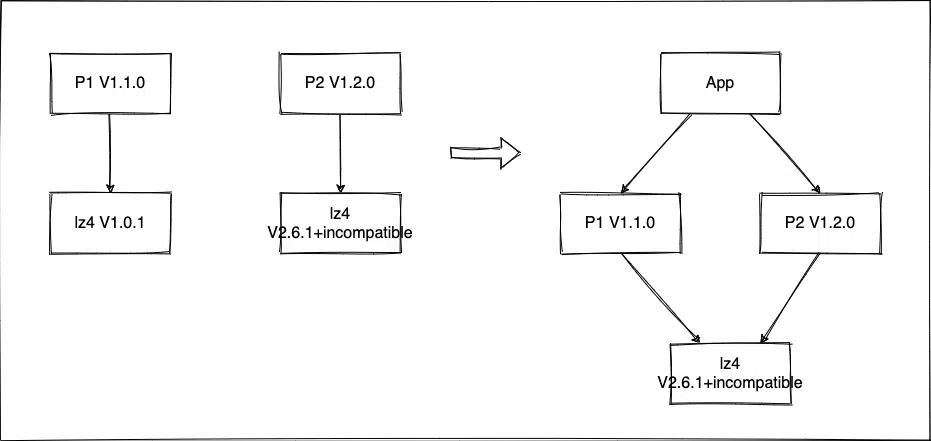 P1 V1.1.0
P2 V1.2.0
App
lz4 V1.0.1
lz4
V2.6.1+incompatible
P1 V1.1.0
P2 V1.2.0
lz4
V2.6.1+incompatible